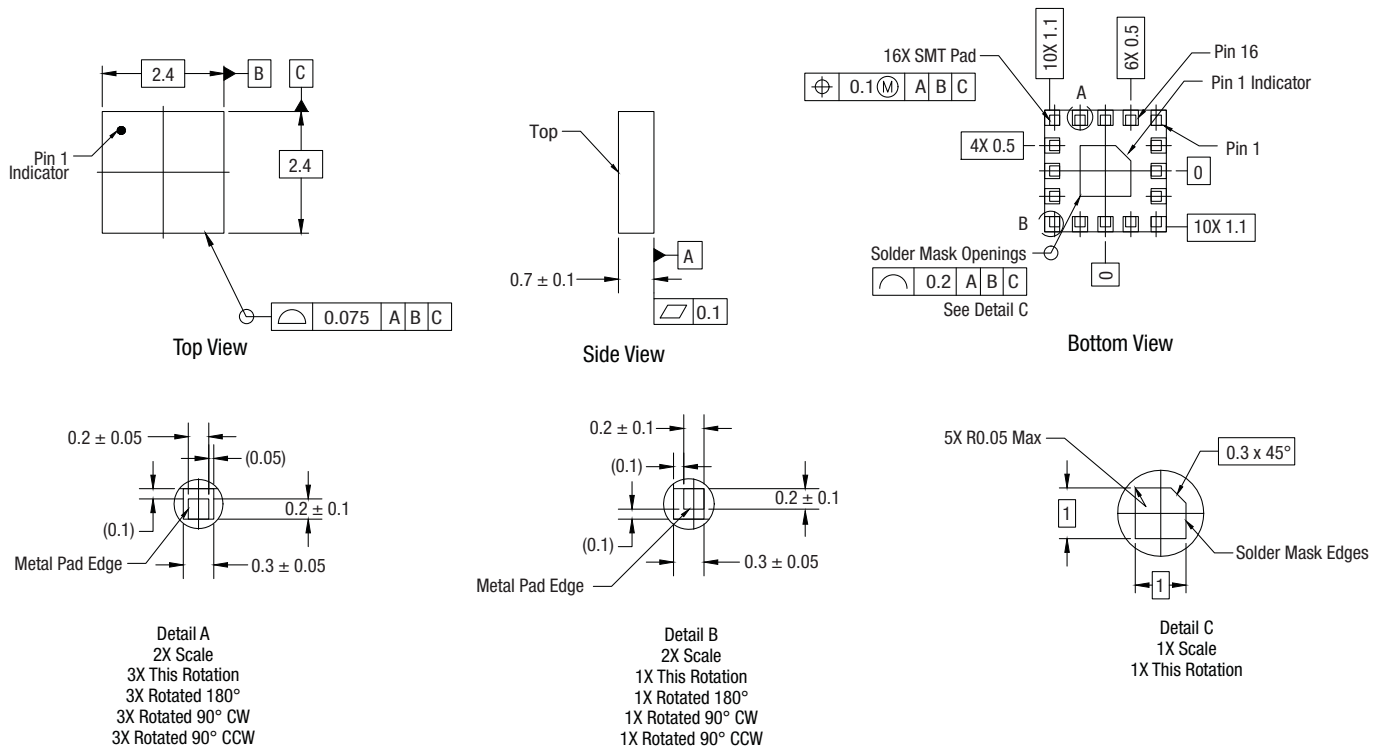 2.4
B
C
Pin 1
Indicator
2.4
0.075 A B C
Top View
Top
A
0.7 ± 0.1
0.1
Side View
10X 1.1
6X 0.5
16X SMT Pad
Pin 16
0.1 Ⓜ A B C
A
Pin 1 Indicator
4X 0.5
Pin 1
0
B
10X 1.1
Solder Mask Openings
0.2 A B C
0
See Detail C
Bottom View
0.2 ± 0.05
(0.05)
(0.1)
0.2 ± 0.1
Metal Pad Edge
0.3 ± 0.05
Detail A
2X Scale
3X This Rotation
3X Rotated 180°
3X Rotated 90° CW
3X Rotated 90° CCW
0.2 ± 0.1
(0.1)
0.2 ± 0.1
(0.1)
0.3 ± 0.05
Metal Pad Edge
Detail B
2X Scale
1X This Rotation
1X Rotated 180°
1X Rotated 90° CW
1X Rotated 90° CCW
5X R0.05 Max
0.3 x 45°
1
Solder Mask Edges
1
Detail C
1X Scale
1X This Rotation